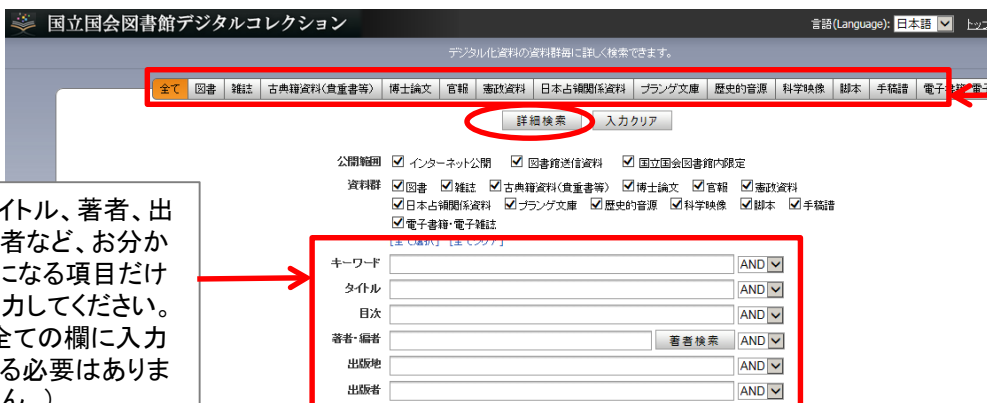 国立国会図書館デジタルコレクション
言語(Language): 日本語
デジタル化資料の資料群毎に詳しく検索できます。
全て 図書 雑誌 古典籍資料(貴重書等) 博士論文 官報 憲政資料 日本占領関係資料 プランゲ文庫 歴史的音源 科学映像 脚本 手稿譜
詳細検索 入力クリア
公開範囲 インターネット公開 図書館送信資料 国立国会図書館内限定
資料群 図書 雑誌 古典籍資料(貴重書等) 博士論文 官報 憲政資料
日本占領関係資料 プランゲ文庫 歴史的音源 科学映像 脚本 手稿譜
電子書籍・電子雑誌
[全て選択] [全てクリア]
キーワード AND
タイトル AND
目次 AND
著者・編者 著者検索 AND
出版地 AND
出版者 AND
イトル、著者、出
者など、お分か
になる項目だけ
力してください。
全ての欄に入力
る必要はありま
ん。)